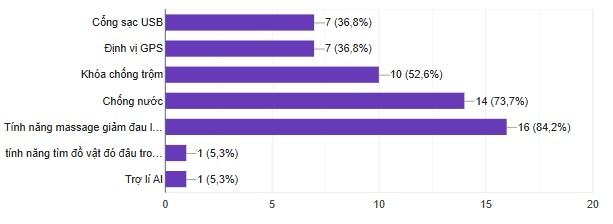 Cổng sạc USB
7 (36,8%)
Định vị GPS
7 (36,8%)
Khóa chống trộm
10 (52,6%)
Chống nước
14 (73,7%)
Tính năng massage giảm đau l...
16 (84,2%)
tính năng tìm đồ vật đó đâu tro...
1 (5,3%)
Trợ lí AI
1 (5,3%)
0 5 10 15 20